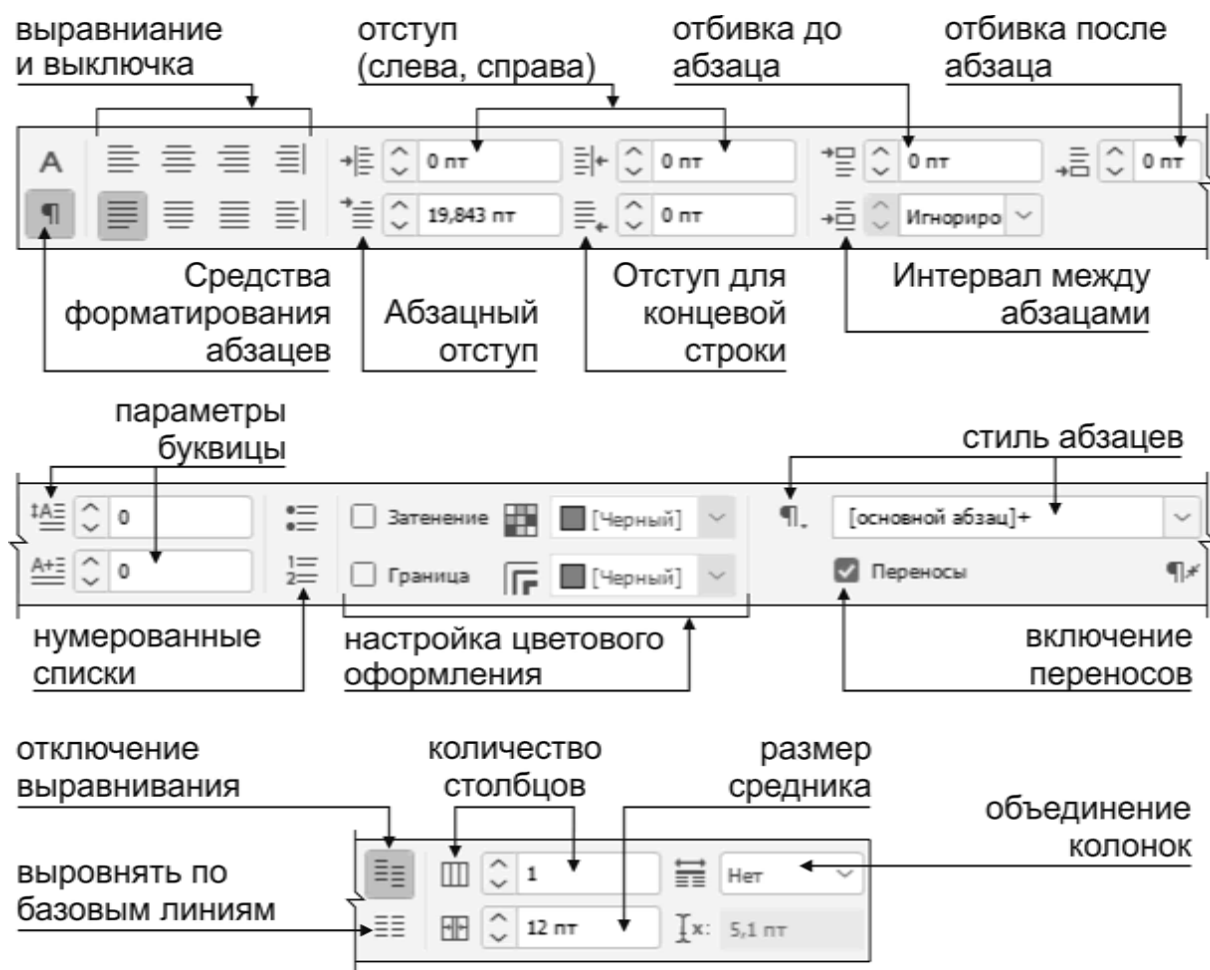 выравниание
и выключка
отступ
(слева, справа)
отбивка до
абзаца
отбивка после
абзаца
A
0 пт
0 пт
0 пт
0 пт
¶
19,843 пт
0 пт
Игнориро
Средства
форматирования
абзацев
Абзацный
отступ
Отступ для
концевой
строки
Интервал между
абзацами
параметры
буквицы
стиль абзацев
0
Затенение
[Черный]
[основной абзац]+
0
Граница
[Черный]
Переносы
нумерованные
списки
настройка цветового
оформления
включение
переносов
отключение
выравнивания
количество
столбцов
размер
средника
объединение
колонок
выровнять по
базовым линиям
1
Нет
12 пт
x: 5,1 пт